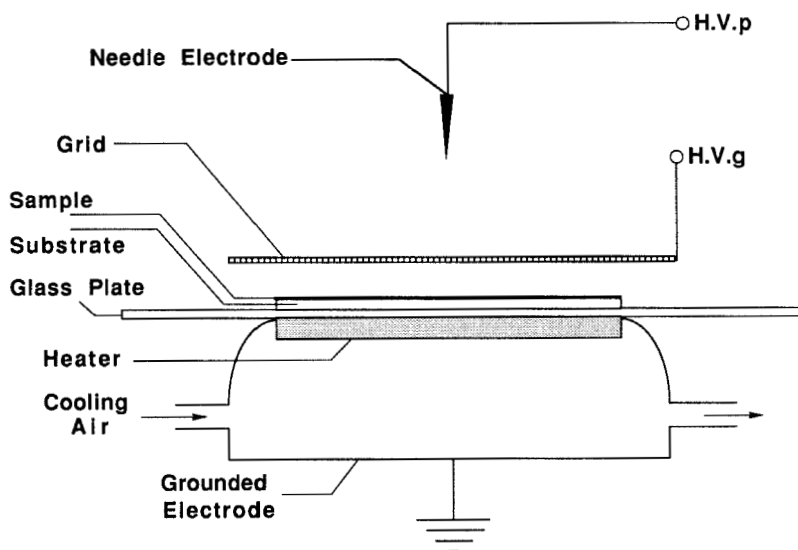 H.V.p
Needle Electrode
H.V.g
Grid
Sample
Substrate
Glass Plate
Heater
Cooling
Air
Grounded
Electrode